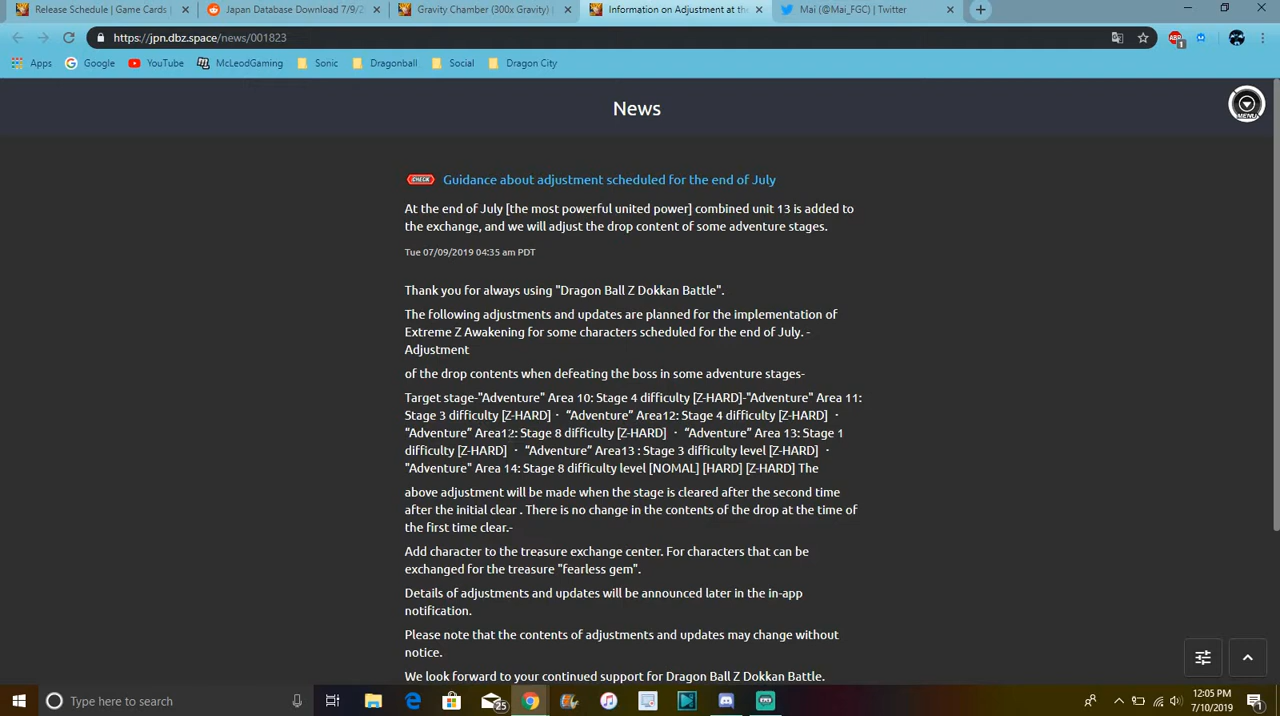 Release Schedule | Game Cards |
Japan Database Download 7/9/2
Gravity Chamber (300x Gravity) |
Information on Adjustment at the
Mai (@Mai_FGC) | Twitter
https://jpn.dbz.space/news/001823
ABP
1
Apps
Google
YouTube
McLeodGaming
Sonic
Dragonball
Social
Dragon City
News
MENU
CHECK Guidance about adjustment scheduled for the end of July
At the end of July [the most powerful united power] combined unit 13 is added to
the exchange, and we will adjust the drop content of some adventure stages.
Tue 07/09/2019 04:35 am PDT
Thank you for always using "Dragon Ball Z Dokkan Battle".
The following adjustments and updates are planned for the implementation of
Extreme Z Awakening for some characters scheduled for the end of July. -
Adjustment
of the drop contents when defeating the boss in some adventure stages-
Target stage-"Adventure" Area 10: Stage 4 difficulty [Z-HARD]-"Adventure" Area 11:
Stage 3 difficulty [Z-HARD]・ “Adventure” Area12: Stage 4 difficulty [Z-HARD] ・
“Adventure” Area12: Stage 8 difficulty [Z-HARD] ・ “Adventure” Area 13: Stage 1
difficulty [Z-HARD] ・ “Adventure” Area13 : Stage 3 difficulty level [Z-HARD] ・
"Adventure" Area 14: Stage 8 difficulty level [NOMAL] [HARD] [Z-HARD] The
above adjustment will be made when the stage is cleared after the second time
after the initial clear . There is no change in the contents of the drop at the time of
the first time clear.-
Add character to the treasure exchange center. For characters that can be
exchanged for the treasure "fearless gem".
Details of adjustments and updates will be announced later in the in-app
notification.
Please note that the contents of adjustments and updates may change without
notice.
We look forward to your continued support for Dragon Ball Z Dokkan Battle.
Type here to search
25
12:05 PM
7/10/2019
1